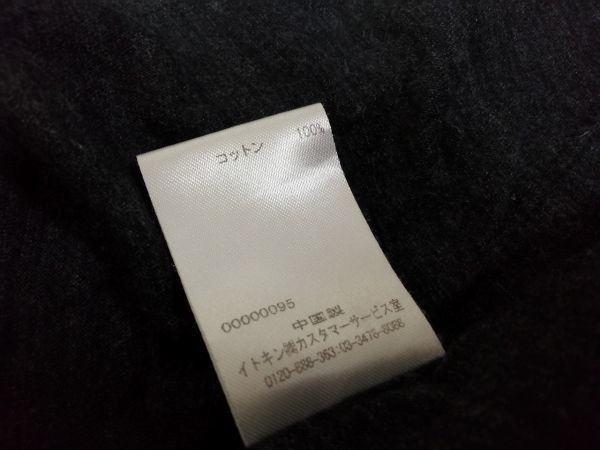 コットン 100%
00000095
中国製
イトキン㈱カスタマーサービス室
0120-888-363:03-3475-8088